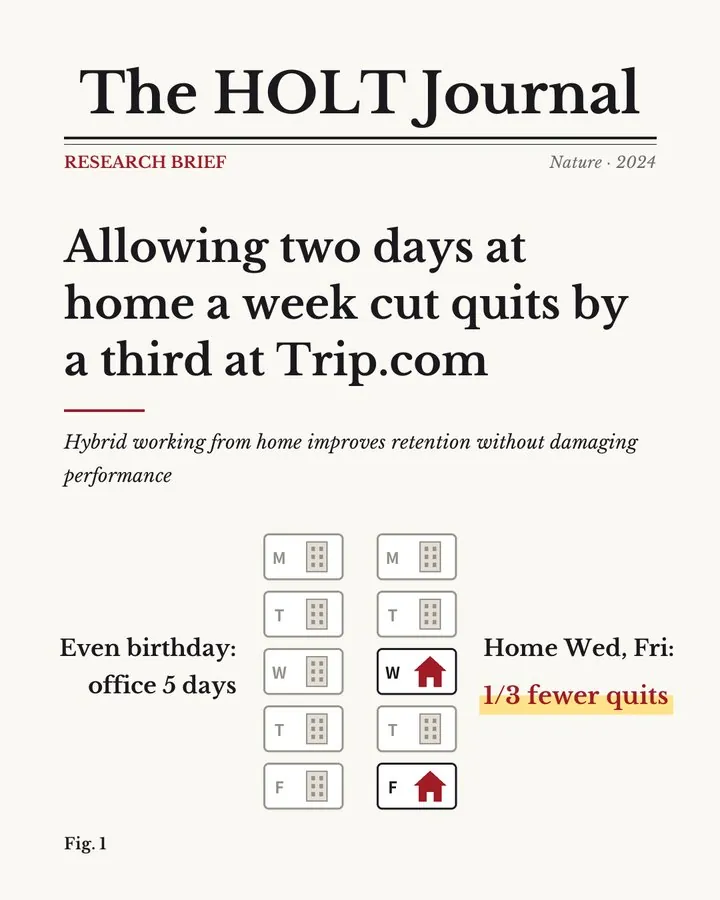 The HOLT Journal
RESEARCH BRIEF
Nature · 2024
Allowing two days at
home a week cut quits by
a third at Trip.com
Hybrid working from home improves retention without damaging
performance
M
T
W
T
F
M
T
W
T
F
Even birthday:
office 5 days
Home Wed, Fri:
1/3 fewer quits
Fig. 1